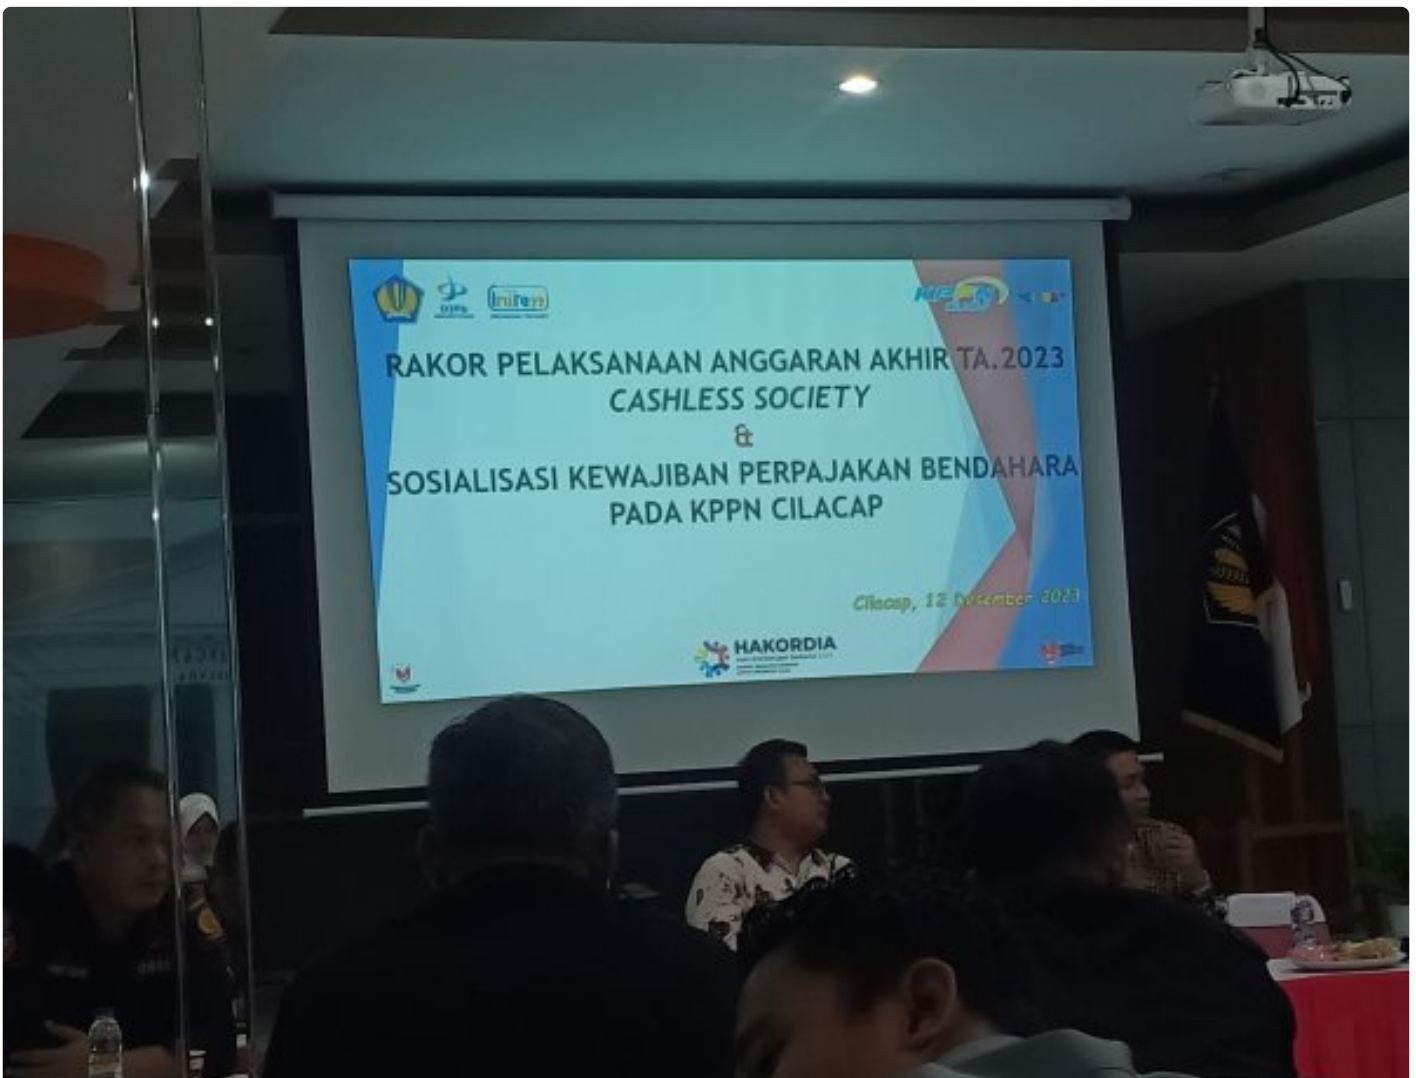 RAKOR PELAKSANAAN ANGGARAN AKHIR TA.2023
CASHLESS SOCIETY
&
SOSIALISASI KEWAJIBAN PERPAJAKAN BENDAHARA
PADA KPPN CILACAP
Cilacap, 12 Desember 2023
HAKORDIA